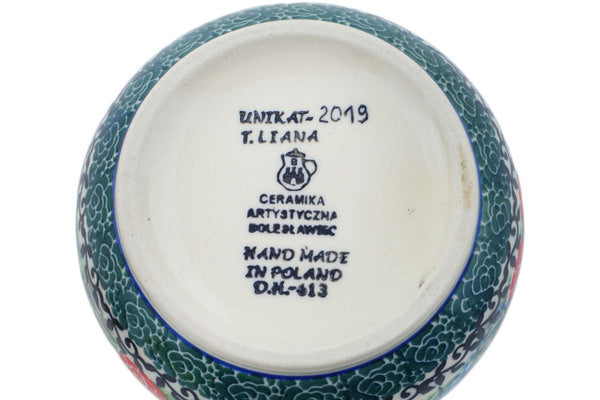 UNIKAT-2019
T.LIANA
CERAMIKA
ARTYSTYCZNA
BOLESŁAWIEC
HAND MADE
IN POLAND
D.H.-413